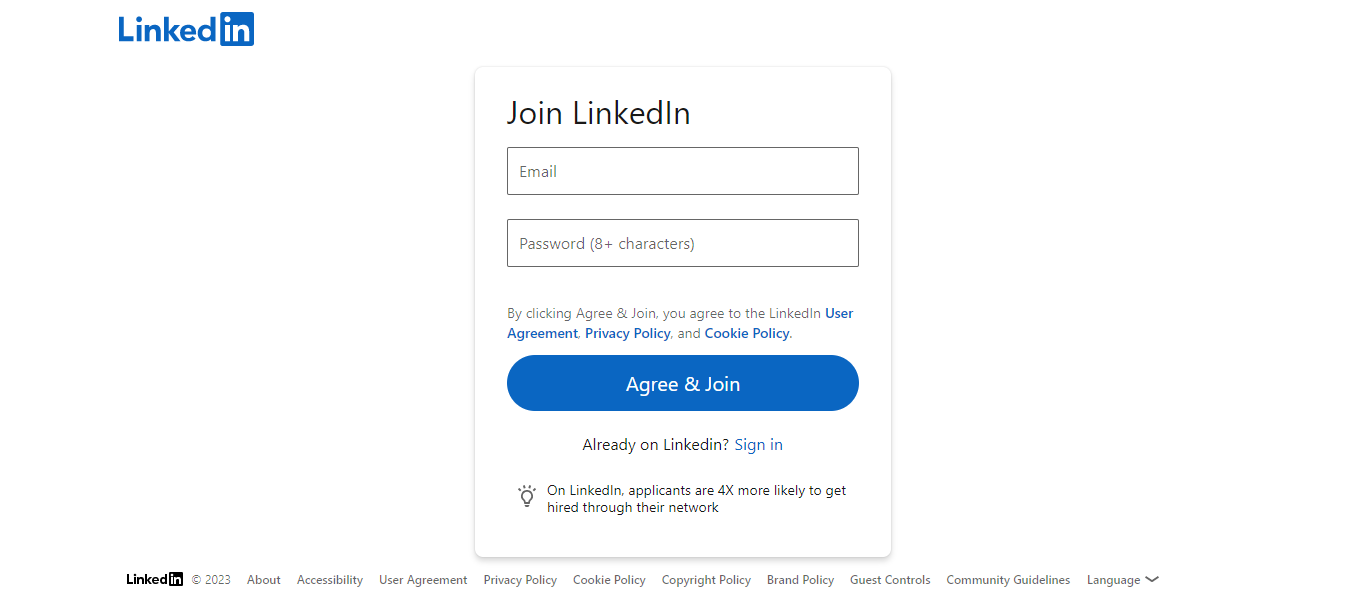 LinkedIn
Join LinkedIn
Email
Password (8+ characters)
By clicking Agree & Join, you agree to the LinkedIn User
Agreement, Privacy Policy, and Cookie Policy.
Agree & Join
Already on Linkedin? Sign in
On LinkedIn, applicants are 4X more likely to get
hired through their network
LinkedIn © 2023 About Accessibility User Agreement Privacy Policy Cookie Policy Copyright Policy Brand Policy Guest Controls Community Guidelines Language